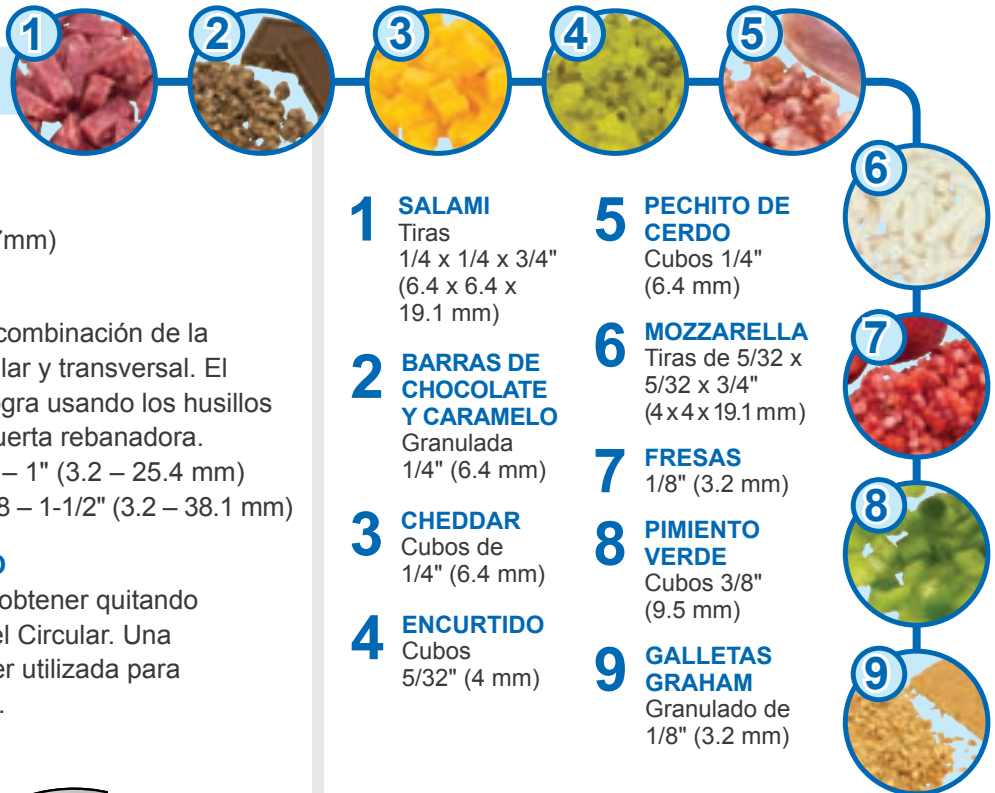 1
2
3
4
5
6
7
8
9
7mm)
combinación de la
lar y transversal. El
gra usando los husillos
uerta rebanadora.
– 1" (3.2 – 25.4 mm)
8 – 1-1/2" (3.2 – 38.1 mm)
O
obtener quitando
el Circular. Una
er utilizada para
.
1 SALAMI
Tiras
1/4 x 1/4 x 3/4"
(6.4 x 6.4 x
19.1 mm)
2 BARRAS DE
CHOCOLATE
Y CARAMELO
Granulada
1/4" (6.4 mm)
3 CHEDDAR
Cubos de
1/4" (6.4 mm)
4 ENCURTIDO
Cubos
5/32" (4 mm)
5 PECHITO DE
CERDO
Cubos 1/4"
(6.4 mm)
6 MOZZARELLA
Tiras de 5/32 x
5/32 x 3/4"
(4 x 4 x 19.1 mm)
7 FRESAS
1/8" (3.2 mm)
8 PIMIENTO
VERDE
Cubos 3/8"
(9.5 mm)
9 GALLETAS
GRAHAM
Granulado de
1/8" (3.2 mm)